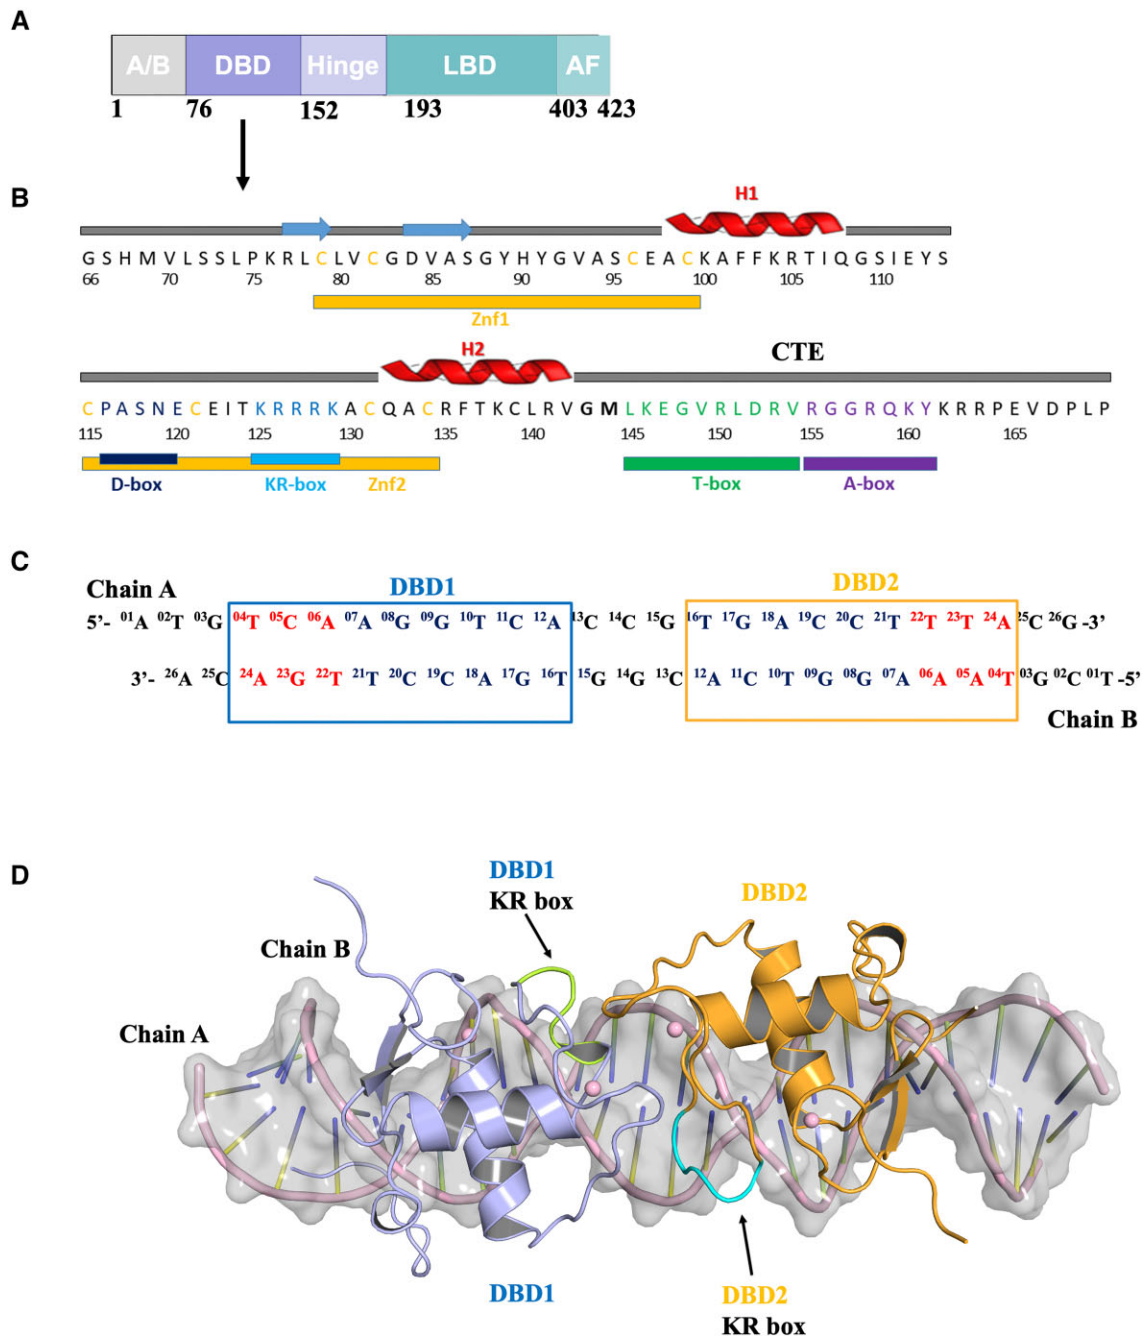 A
A/B DBD Hinge LBD AF
1 76 152 193 403 423
B
H1
G S H M V L S S L P K R L C L V C G D V A S G Y H Y G V A S C E A C K A F F K R T I Q G S I E Y S
66 70 75 80 85 90 95 100 105 110
Znf1
H2 CTE
C P A S N E C E I T K R R R K A C Q A C R F T K C L R V G M L K E G V R L D R V R G G R Q K Y K R R P E V D P L P
115 120 125 130 135 140 145 150 155 160 165
D-box KR-box Znf2 T-box A-box
C
Chain A DBD1 DBD2
5'- 01A 02T 03G 04T 05C 06A 07A 08G 09G 10T 11C 12A 13C 14C 15G 16T 17G 18A 19C 20C 21T 22T 23T 24A 25C 26G -3'
3'- 26A 25C 24A 23G 22T 21T 20C 19C 18A 17G 16T 15G 14G 13C 12A 11C 10T 09G 08G 07A 06A 05A 04T 03G 02C 01T -5'
Chain B
D
DBD1
KR box
DBD2
Chain B
Chain A
DBD1
DBD2
KR box